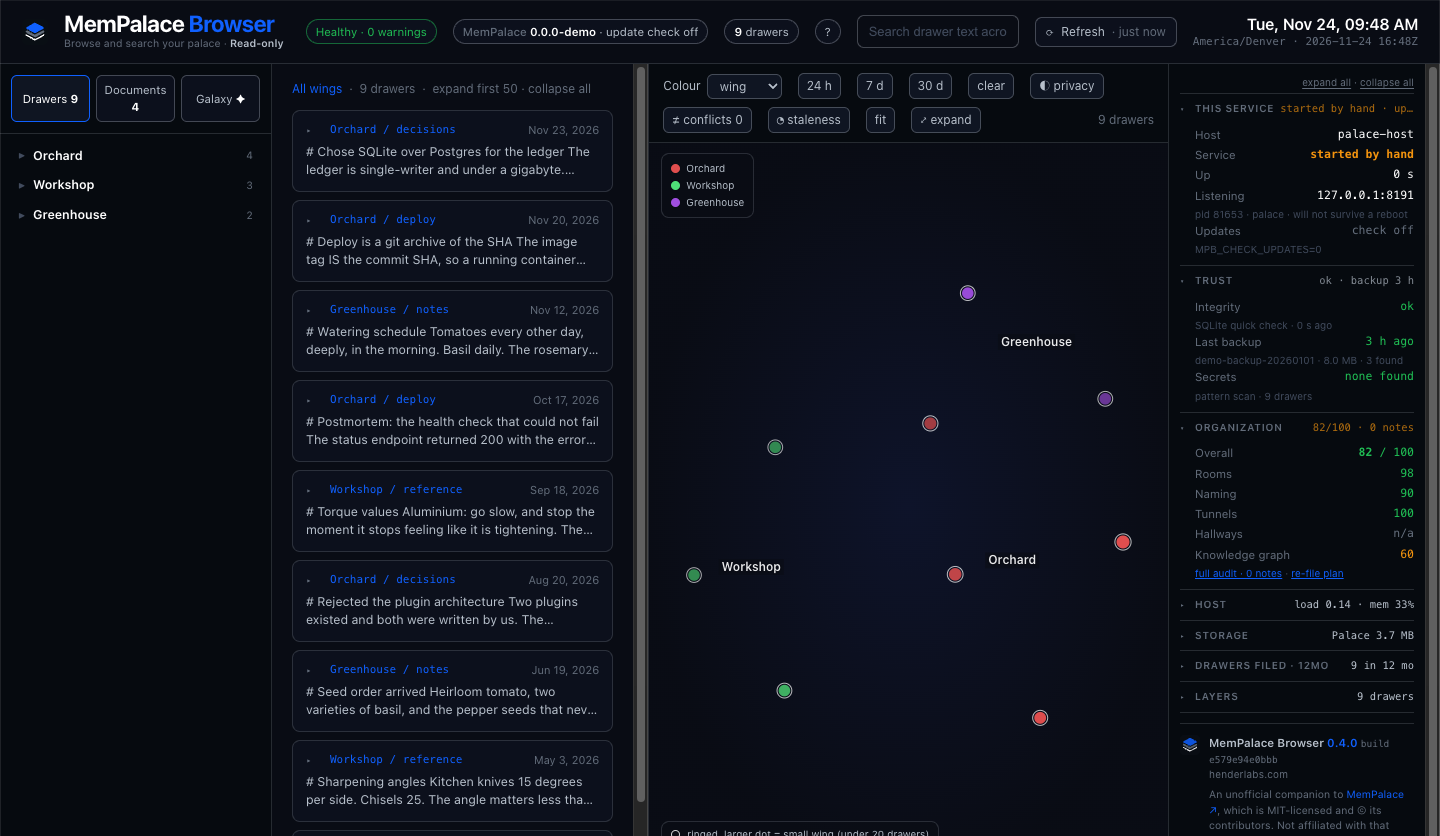 MemPalace Browser
Browse and search your palace · Read-only
Healthy · 0 warnings
MemPalace 0.0.0-demo · update check off
9 drawers
?
Search drawer text acro
Refresh · just now
Tue, Nov 24, 09:48 AM
America/Denver · 2026-11-24 16:48Z
Drawers 9
Documents 4
Galaxy
Orchard 4
Workshop 3
Greenhouse 2
All wings · 9 drawers · expand first 50 · collapse all
Orchard / decisions Nov 23, 2026
# Chose SQLite over Postgres for the ledger The
ledger is single-writer and under a gigabyte....
Orchard / deploy Nov 20, 2026
# Deploy is a git archive of the SHA The image
tag IS the commit SHA, so a running container...
Greenhouse / notes Nov 12, 2026
# Watering schedule Tomatoes every other day,
deeply, in the morning. Basil daily. The rosemary...
Orchard / deploy Oct 17, 2026
# Postmortem: the health check that could not fail
The status endpoint returned 200 with the error...
Workshop / reference Sep 18, 2026
# Torque values Aluminium: go slow, and stop the
moment it stops feeling like it is tightening. The...
Orchard / decisions Aug 20, 2026
# Rejected the plugin architecture Two plugins
existed and both were written by us. The...
Greenhouse / notes Jun 19, 2026
# Seed order arrived Heirloom tomato, two
varieties of basil, and the pepper seeds that nev...
Workshop / reference May 3, 2026
# Sharpening angles Kitchen knives 15 degrees
per side. Chisels 25. The angle matters less tha...
Colour wing 24 h 7 d 30 d clear privacy
≠ conflicts 0 staleness fit expand 9 drawers
Orchard
Workshop
Greenhouse
Greenhouse
Orchard
Workshop
ringed, larger dot = small wing (under 20 drawers)
expand all · collapse all
THIS SERVICE started by hand · up...
Host palace-host
Service started by hand
Up 0 s
Listening 127.0.0.1:8191
pid 81653 · palace · will not survive a reboot
Updates check off
MPB_CHECK_UPDATES=0
TRUST ok · backup 3 h
Integrity ok
SQLite quick check · 0 s ago
Last backup 3 h ago
demo-backup-20260101 · 8.0 MB · 3 found
Secrets none found
pattern scan · 9 drawers
ORGANIZATION 82/100 · 0 notes
Overall 82 / 100
Rooms 98
Naming 90
Tunnels 100
Hallways n/a
Knowledge graph 60
full audit · 0 notes · re-file plan
HOST load 0.14 · mem 33%
STORAGE Palace 3.7 MB
DRAWERS FILED · 12MO 9 in 12 mo
LAYERS 9 drawers
MemPalace Browser 0.4.0 build
e579e94e0bbb
henderlabs.com
An unofficial companion to MemPalace
↗, which is MIT-licensed and © its
contributors. Not affiliated with that